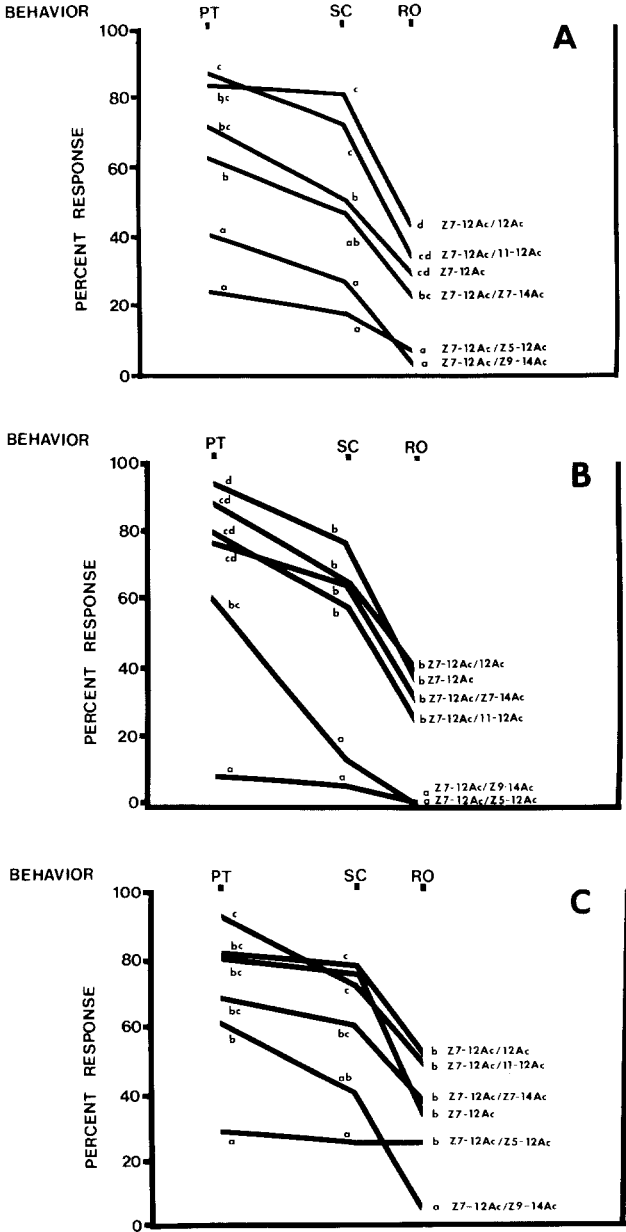 BEHAVIOR PT SC RO
A
100
80
60
40
20
0
PERCENT RESPONSE
c
bc
bc
b
a
a
c
c
b
ab
a
a
d Z7-12Ac/12Ac
cd Z7-12Ac/11-12Ac
cd Z7-12Ac
bc Z7-12Ac/Z7-14Ac
a Z7-12Ac/Z5-12Ac
a Z7-12Ac/Z9-14Ac
BEHAVIOR PT SC RO
B
100
80
60
40
20
0
PERCENT RESPONSE
d
cd
cd
cd
bc
a
b
b
b
b
a
a
b Z7-12Ac/12Ac
b Z7-12Ac
b Z7-12Ac/Z7-14Ac
b Z7-12Ac/11-12Ac
a Z7-12Ac/Z9-14Ac
a Z7-12Ac/Z5-12Ac
BEHAVIOR PT SC RO
C
100
80
60
40
20
0
PERCENT RESPONSE
c
bc
bc
bc
b
a
c
c
bc
ab
a
b Z7-12Ac/12Ac
b Z7-12Ac/11-12Ac
b Z7-12Ac/Z7-14Ac
b Z7-12Ac
b Z7-12Ac/Z5-12Ac
a Z7-12Ac/Z9-14Ac